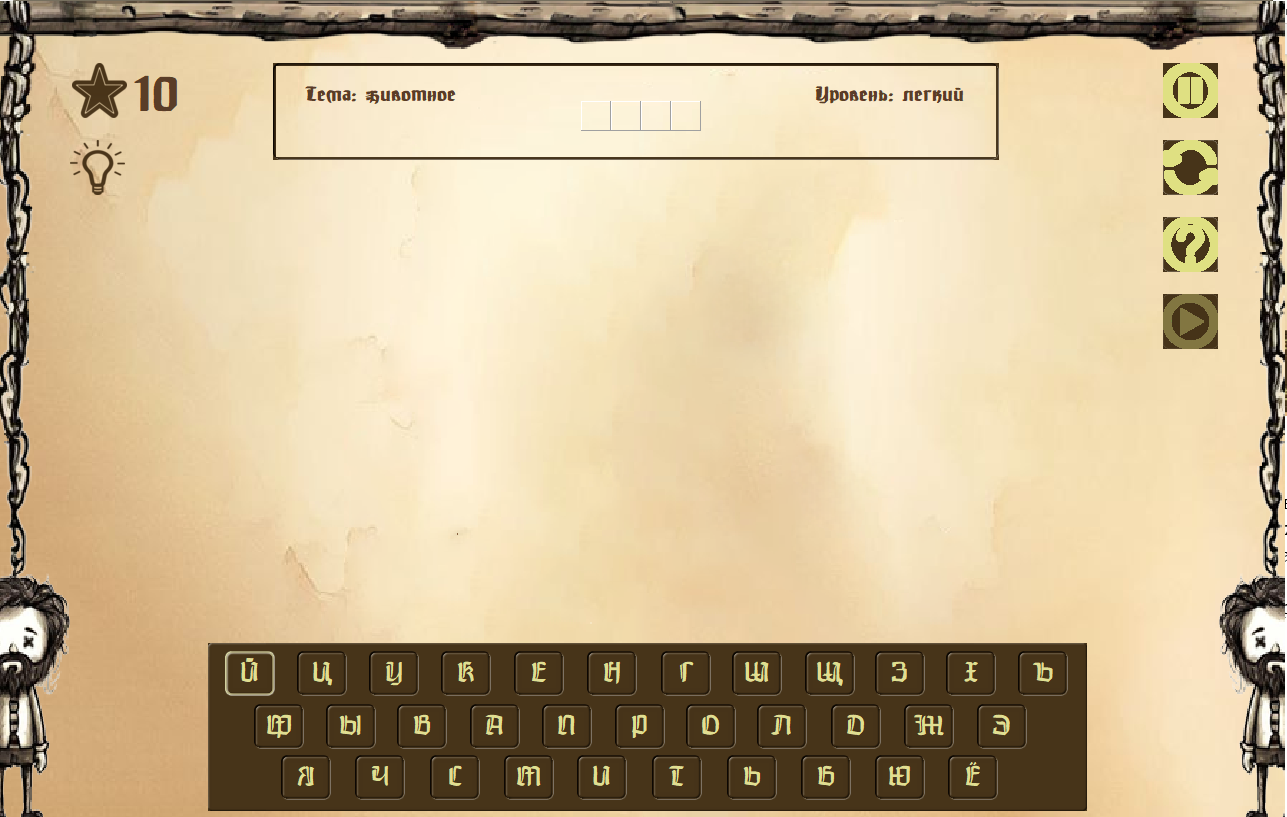 10
Тема: животное
Уровень: легкий
Й Ц У К Е Н Г Ш Щ З Х Ъ
Ф Ы В А П Р О Л Д Ж Э
Я Ч С М И Т Ь Б Ю Ё